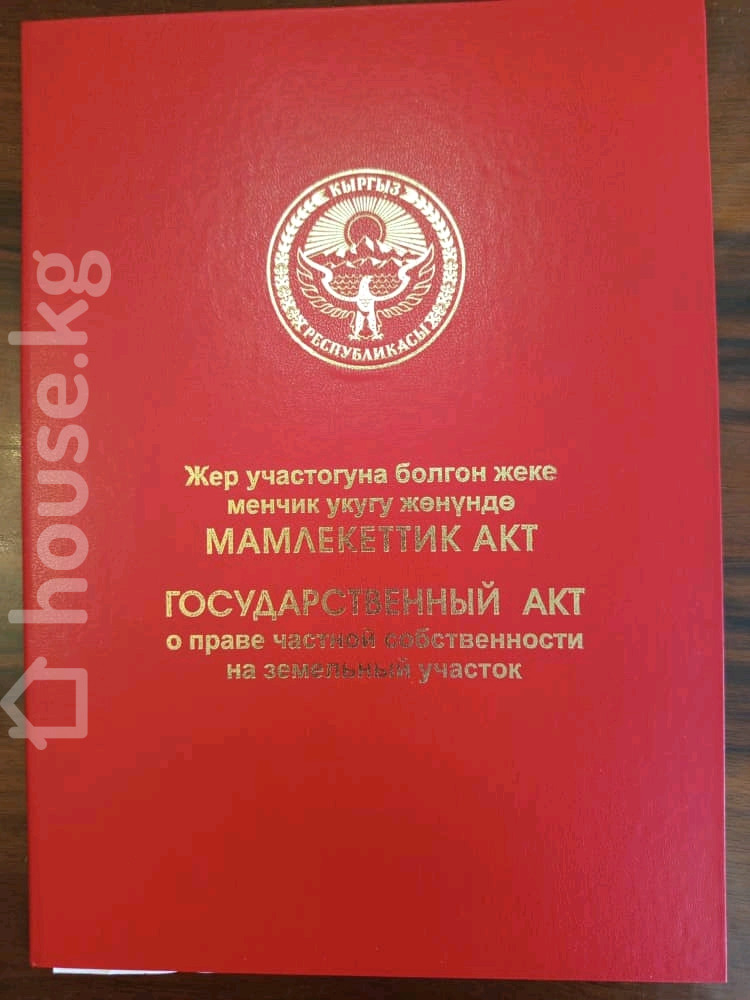 КЫРГЫЗ
РЕСПУБЛИКАСЫ
Жер участогуна болгон жеке
менчик укугу жөнүндө
МАМЛЕКЕТТИК АКТ
ГОСУДАРСТВЕННЫЙ АКТ
о праве частной собственности
на земельный участок
house.kg